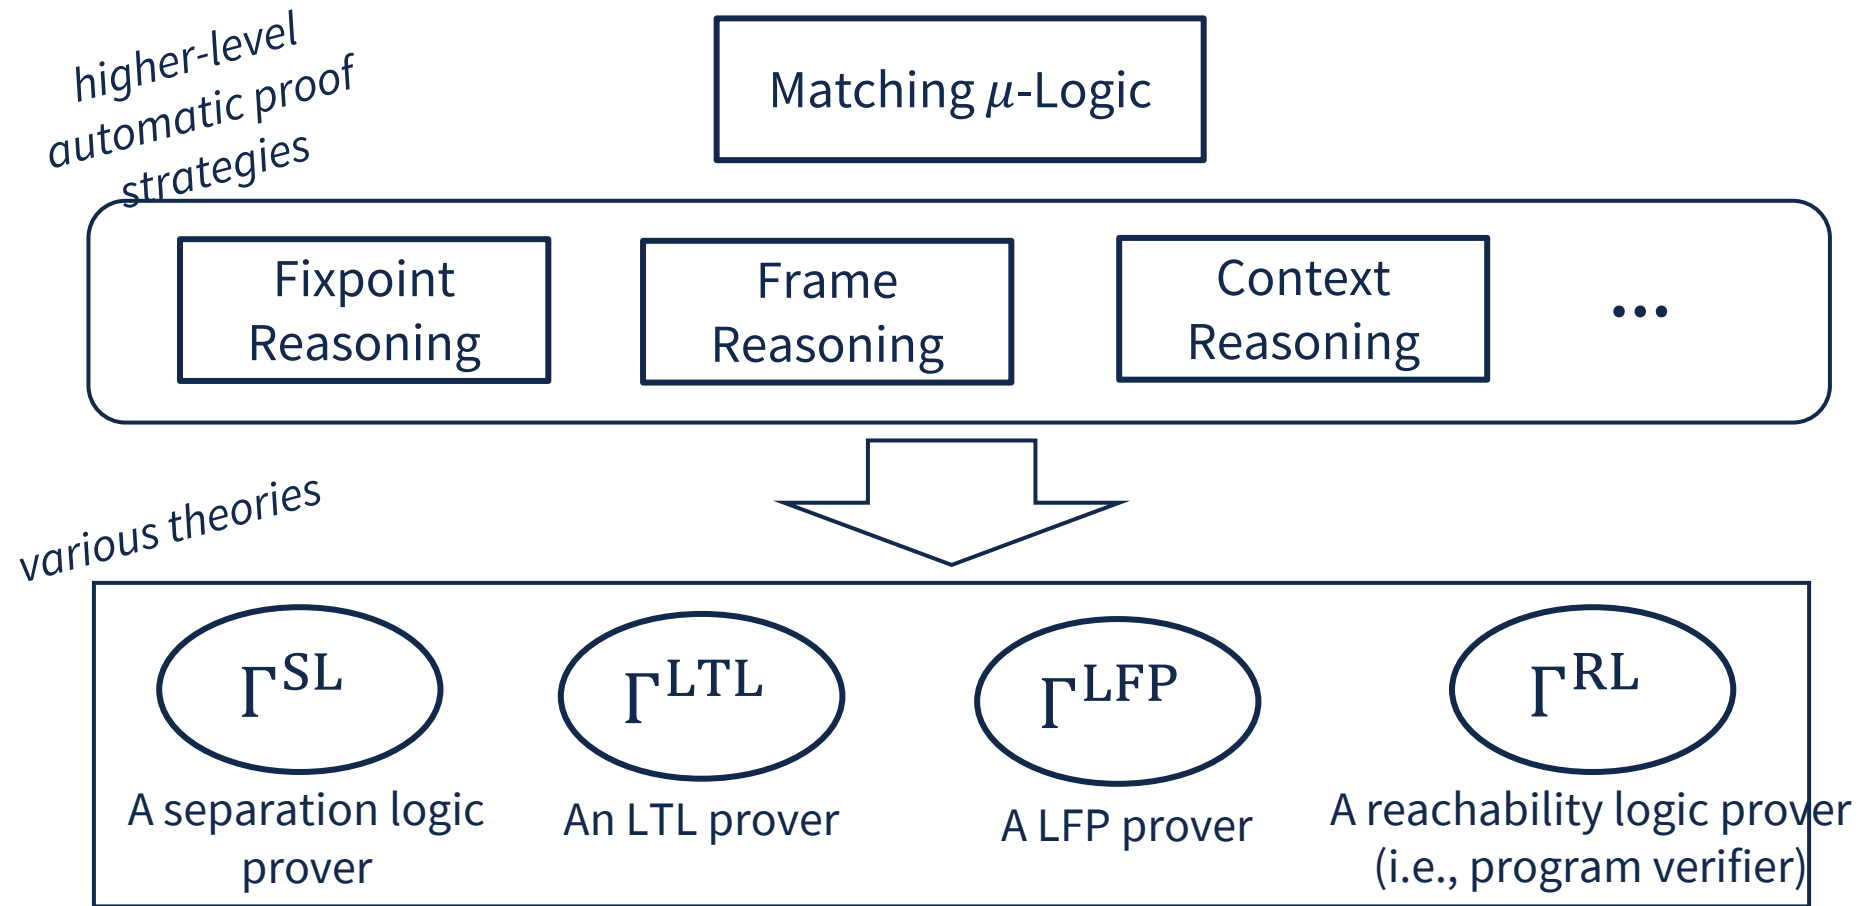 higher-level
automatic proof
strategies
Matching μ-Logic
Fixpoint
Reasoning
Frame
Reasoning
Context
Reasoning
...
various theories
Γ^SL
Γ^LTL
Γ^LFP
Γ^RL
A separation logic
prover
An LTL prover
A LFP prover
A reachability logic prover
(i.e., program verifier)